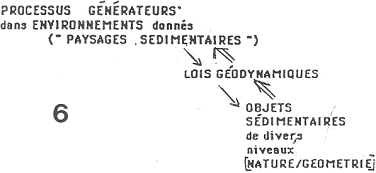 PROCESSUS GÉNÉRATEURS
dans ENVIRONNEMENTS donnés
("PAYSAGES SEDIMENTAIRES")
LOIS GÉODYNAMIQUES
6
OBJETS
SÉDIMENTAIRES
de divers
niveaux
[NATURE/GEOMETRIE]